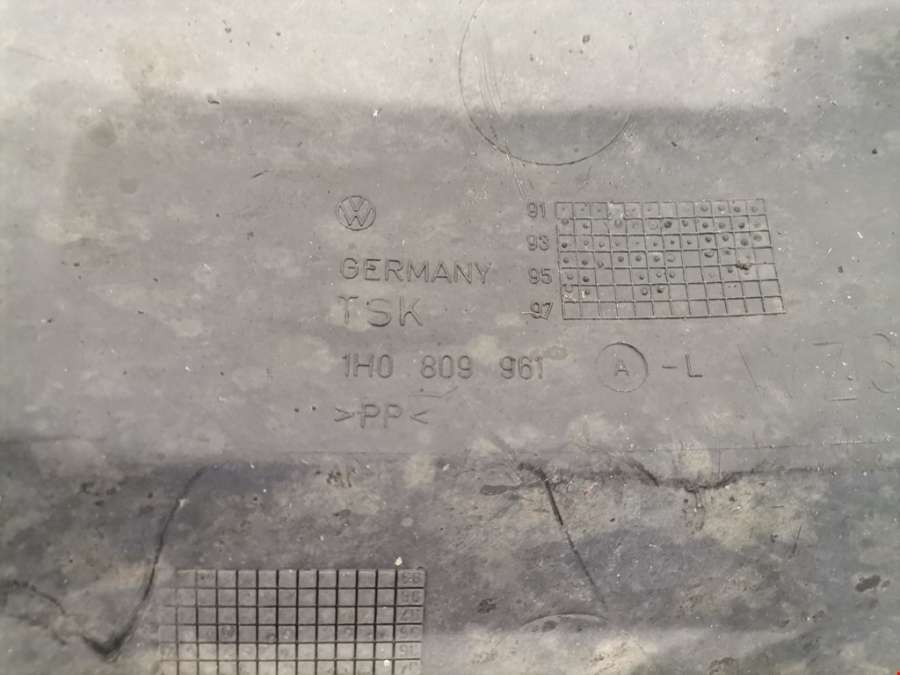 91
93
GERMANY
95
TSK
97
1H0 809 961 A -L
>PP<